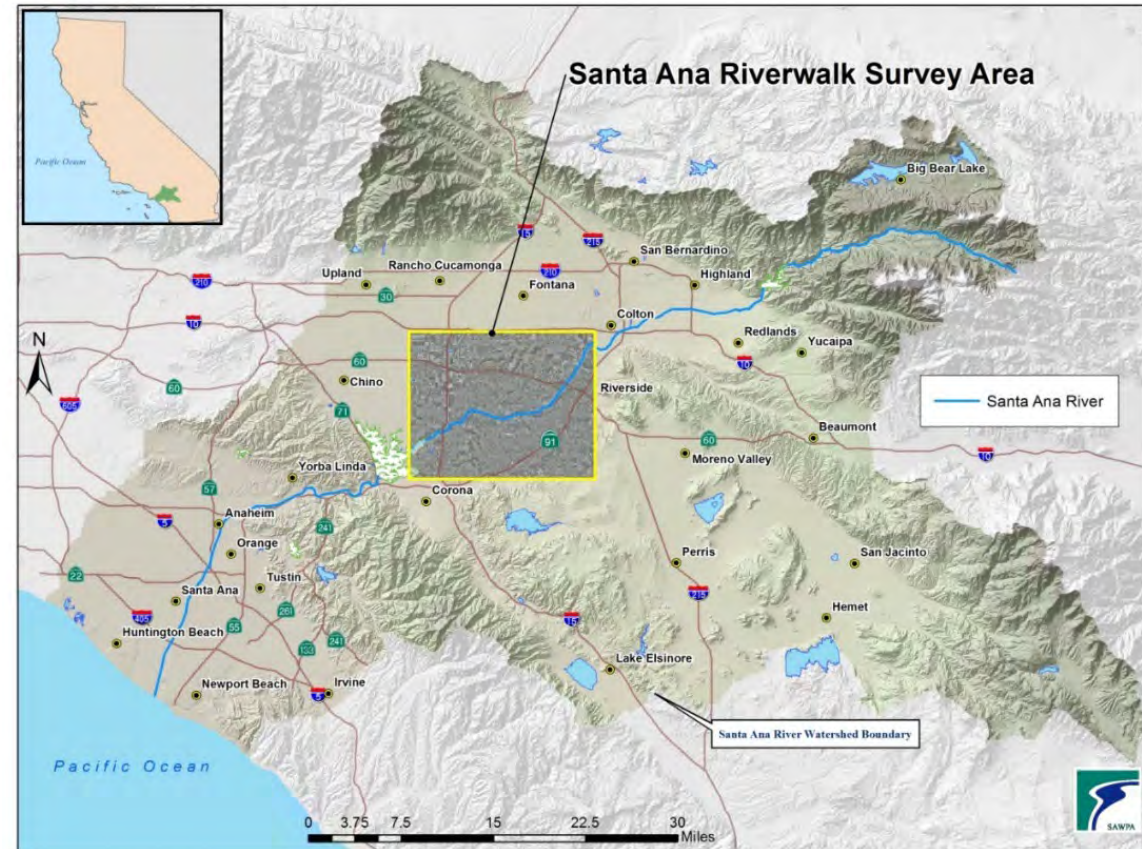 Santa Ana Riverwalk Survey Area
Pacific Ocean
Big Bear Lake
15
215
San Bernardino
210
Upland
Rancho Cucamonga
210
Highland
30
Fontana
10
Colton
N
60
Redlands
Yucaipa
60
Chino
10
Riverside
605
71
Santa Ana River
91
Beaumont
60
10
Moreno Valley
Yorba Linda
57
Corona
Anaheim
5
241
Orange
Perris
San Jacinto
22
Tustin
Santa Ana
261
215
405
55
15
Hemet
Huntington Beach
133
241
Lake Elsinore
Newport Beach
5
Irvine
Santa Ana River Watershed Boundary
Pacific Ocean
0 3.75 7.5 15 22.5 30
Miles
SAWPA